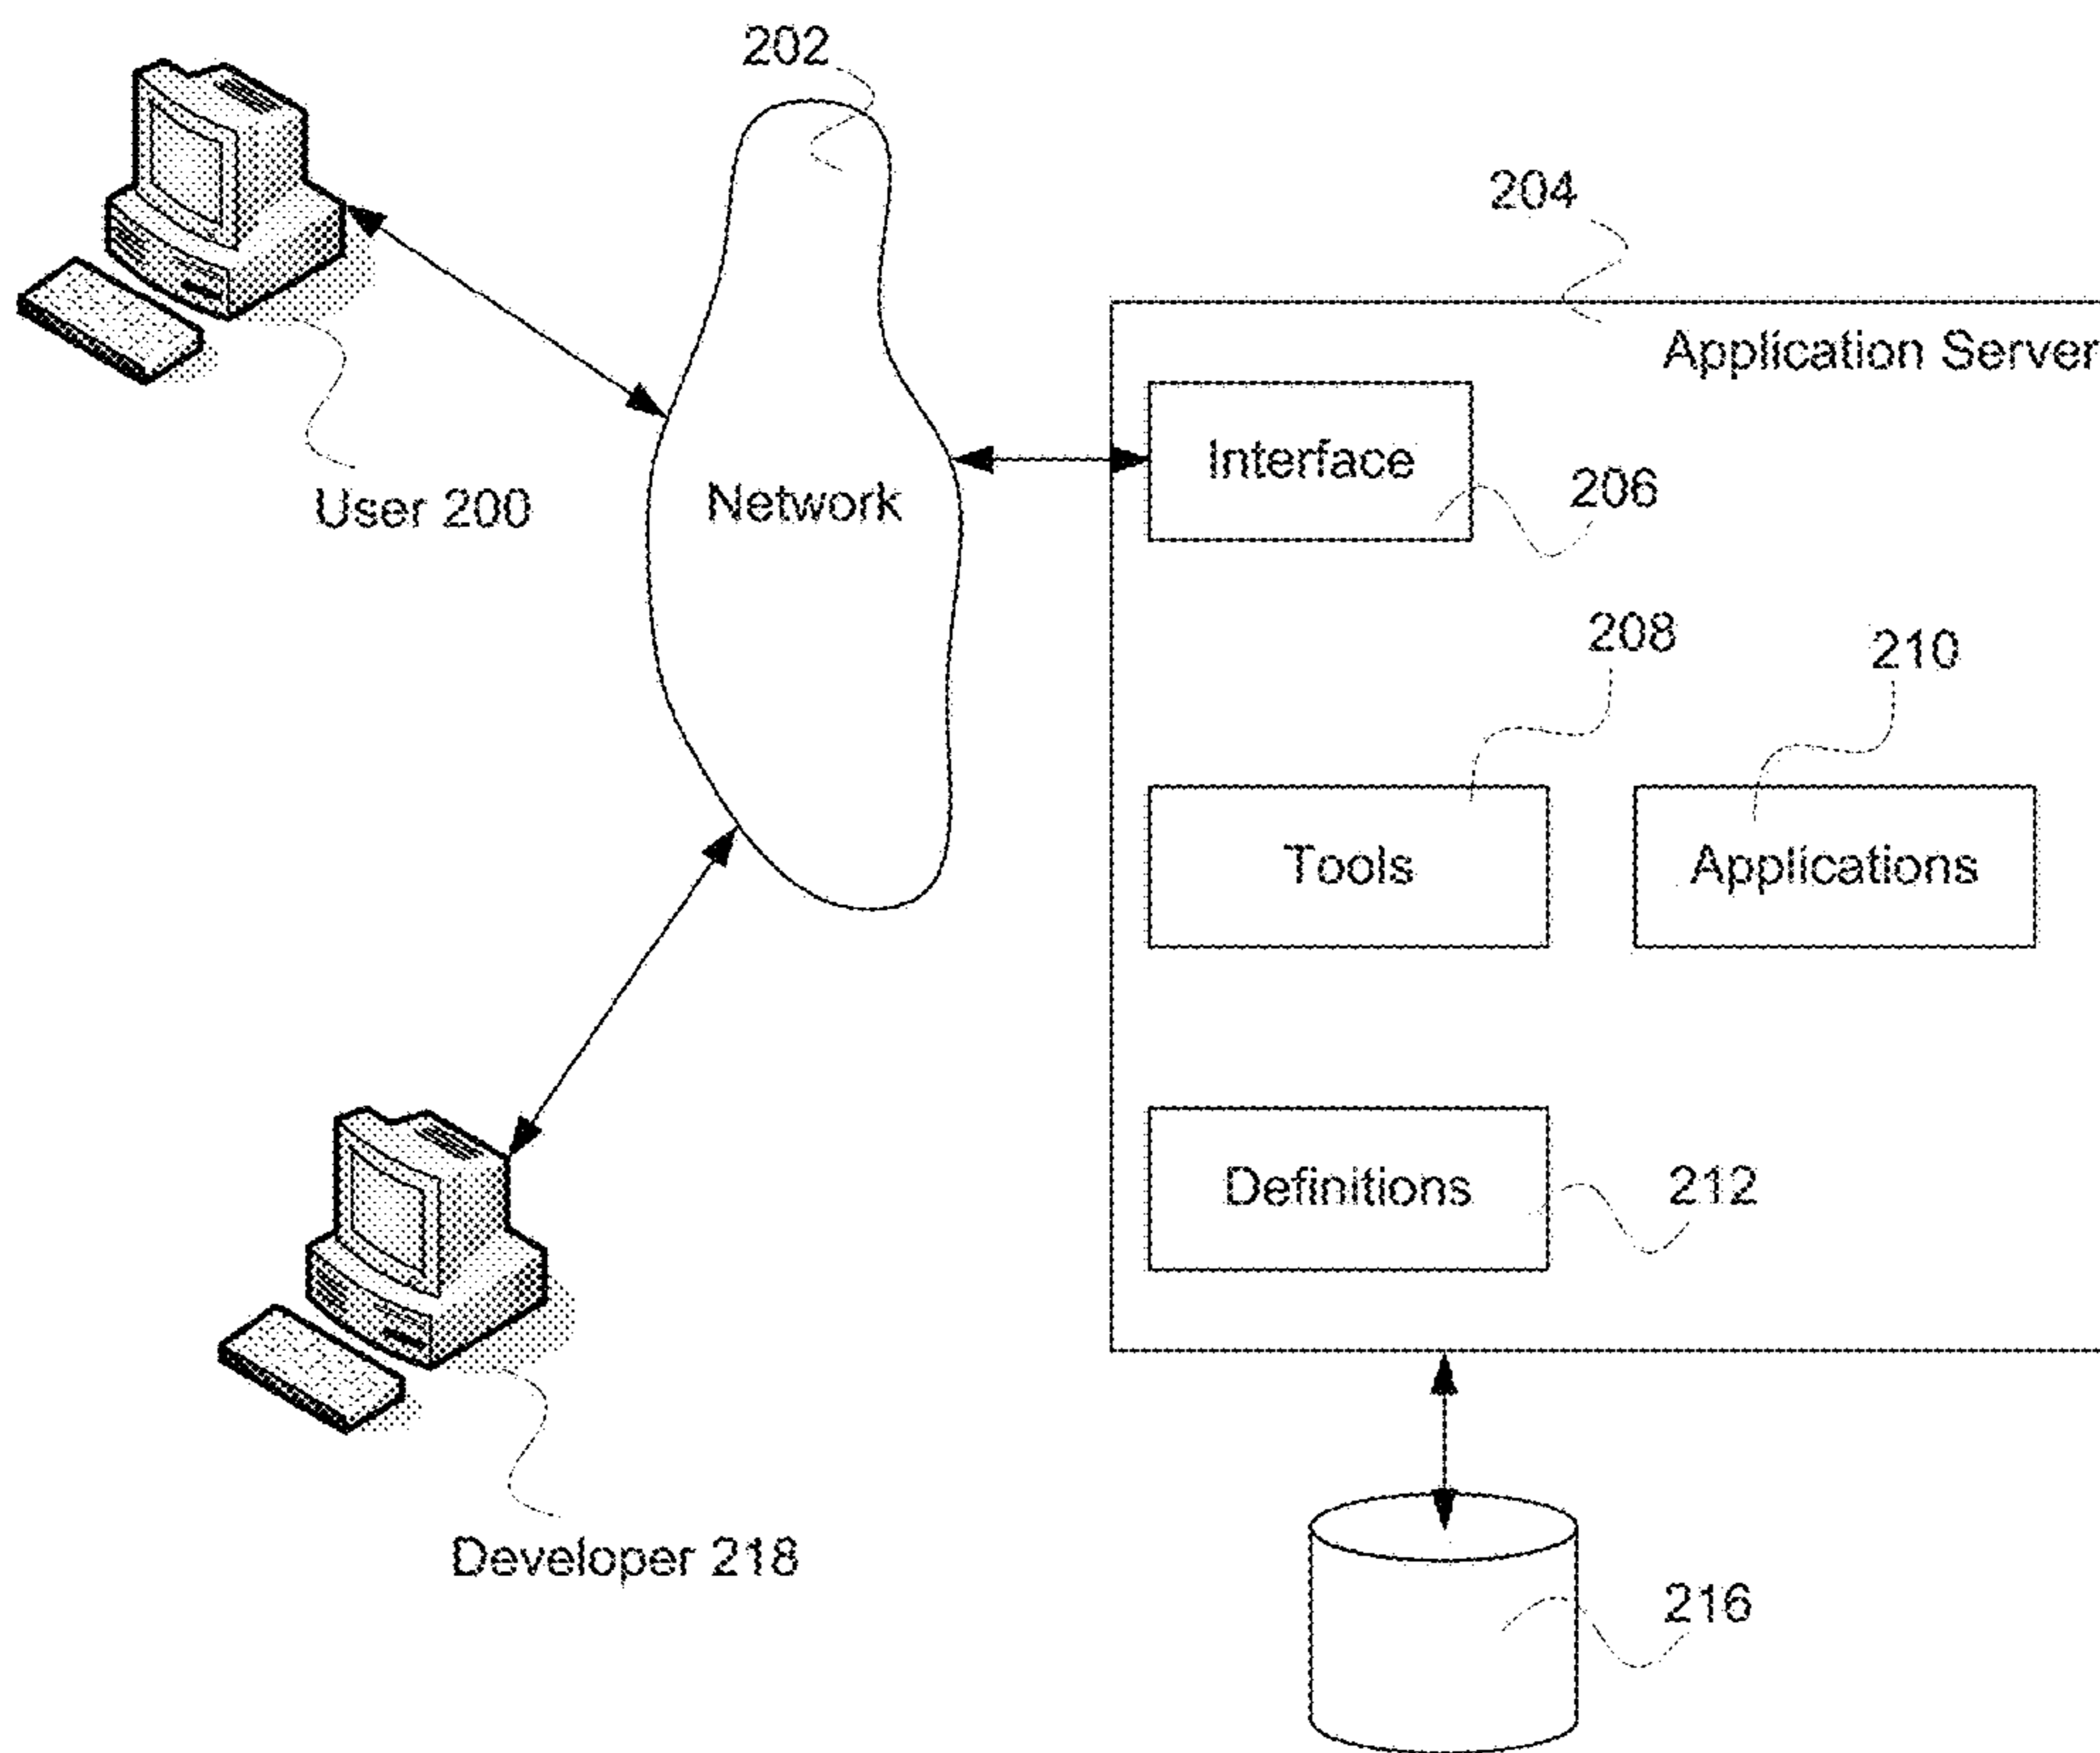 202
204
Application Server
Interface
206
User 200
Network
208
210
Tools
Applications
Definitions
212
Developer 218
216